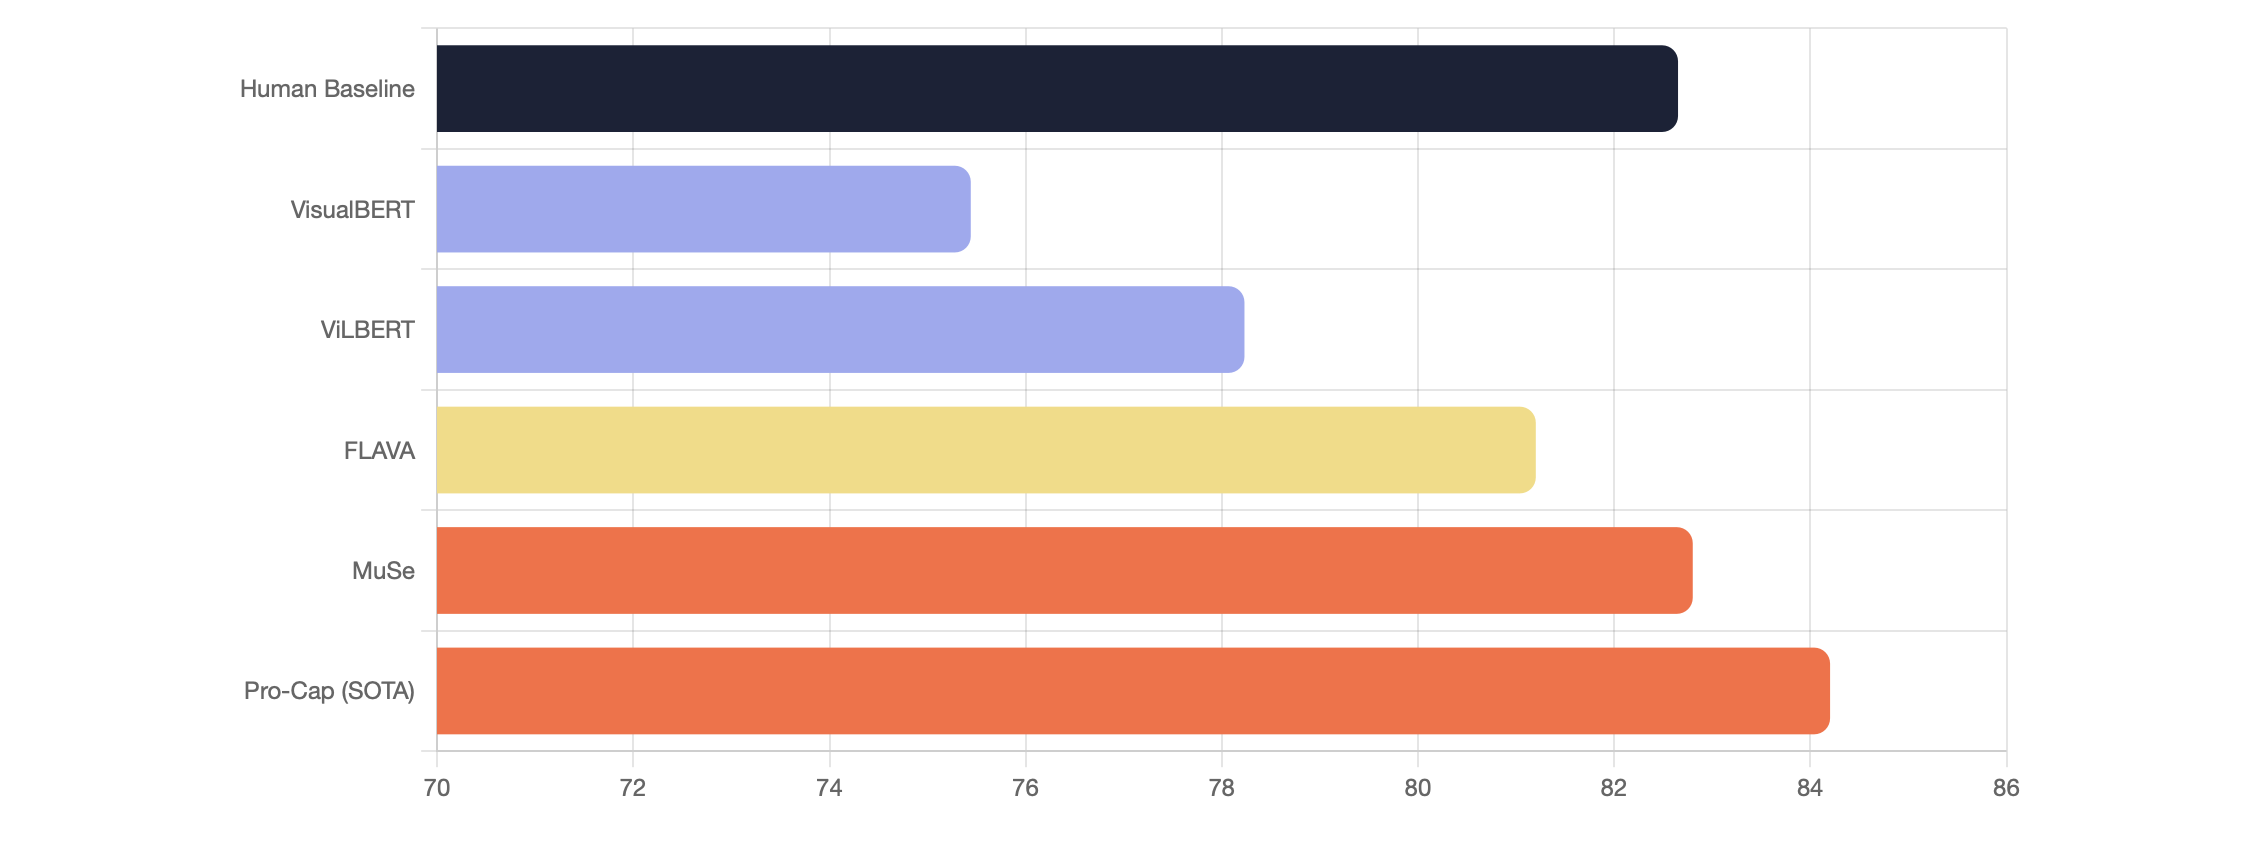 Human Baseline
VisualBERT
ViLBERT
FLAVA
MuSe
Pro-Cap (SOTA)
70 72 74 76 78 80 82 84 86